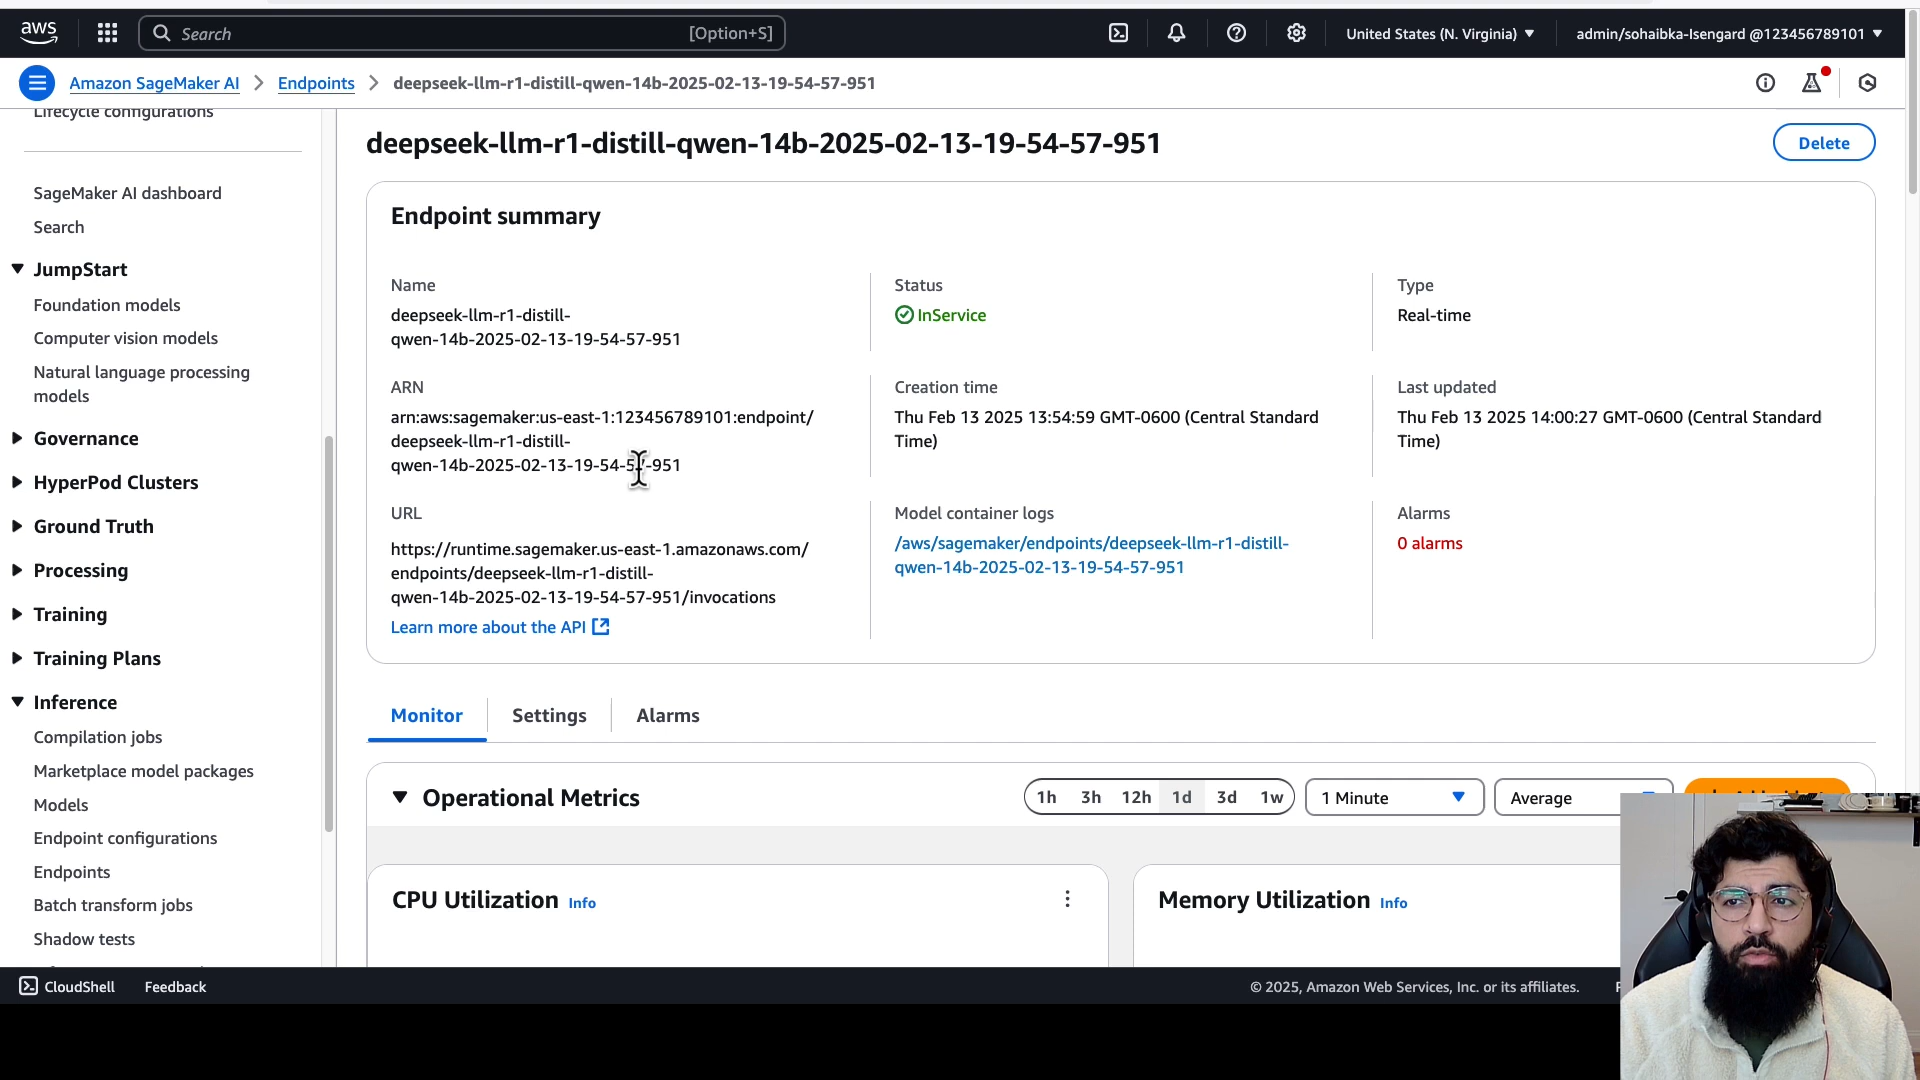 aws
Search
[Option+S]
United States (N. Virginia)
admin/sohaibka-Isengard @123456789101
Amazon SageMaker AI
Endpoints
deepseek-llm-r1-distill-qwen-14b-2025-02-13-19-54-57-951
Lifecycle configurations
SageMaker AI dashboard
Search
JumpStart
Foundation models
Computer vision models
Natural language processing
models
Governance
HyperPod Clusters
Ground Truth
Processing
Training
Training Plans
Inference
Compilation jobs
Marketplace model packages
Models
Endpoint configurations
Endpoints
Batch transform jobs
Shadow tests
deepseek-llm-r1-distill-qwen-14b-2025-02-13-19-54-57-951
Delete
Endpoint summary
Name
deepseek-llm-r1-distill-
qwen-14b-2025-02-13-19-54-57-951
Status
InService
Type
Real-time
ARN
arn:aws:sagemaker:us-east-1:123456789101:endpoint/
deepseek-llm-r1-distill-
qwen-14b-2025-02-13-19-54-57-951
Creation time
Thu Feb 13 2025 13:54:59 GMT-0600 (Central Standard
Time)
Last updated
Thu Feb 13 2025 14:00:27 GMT-0600 (Central Standard
Time)
URL
https://runtime.sagemaker.us-east-1.amazonaws.com/
endpoints/deepseek-llm-r1-distill-
qwen-14b-2025-02-13-19-54-57-951/invocations
Learn more about the API
Model container logs
/aws/sagemaker/endpoints/deepseek-llm-r1-distill-
qwen-14b-2025-02-13-19-54-57-951
Alarms
0 alarms
Monitor
Settings
Alarms
Operational Metrics
1h 3h 12h 1d 3d 1w
1 Minute
Average
CPU Utilization Info
Memory Utilization Info
CloudShell
Feedback
© 2025, Amazon Web Services, Inc. or its affiliates.